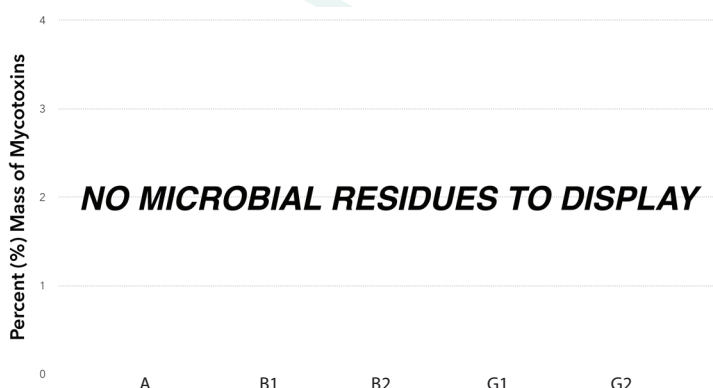 Percent (%) Mass of Mycotoxins
4
3
2
1
0
NO MICROBIAL RESIDUES TO DISPLAY
A B1 B2 G1 G2